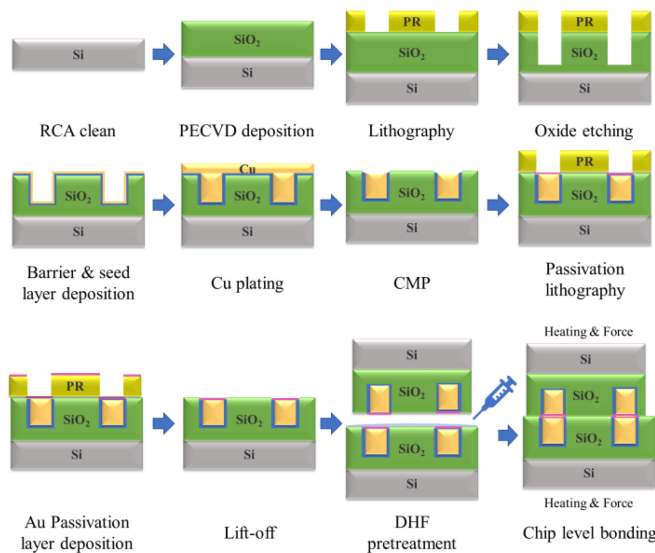 PR
PR
SiO₂
SiO₂
SiO₂
Si
Si
Si
Si
RCA clean
PECVD deposition
Lithography
Oxide etching
Cu
PR
SiO₂
SiO₂
SiO₂
SiO₂
Si
Si
Si
Si
Barrier & seed
layer deposition
Cu plating
CMP
Passivation
lithography
Heating & Force
Si
Si
PR
SiO₂
SiO₂
SiO₂
SiO₂
SiO₂
SiO₂
Si
Si
Si
Si
Heating & Force
Au Passivation
layer deposition
Lift-off
DHF
pretreatment
Chip level bonding